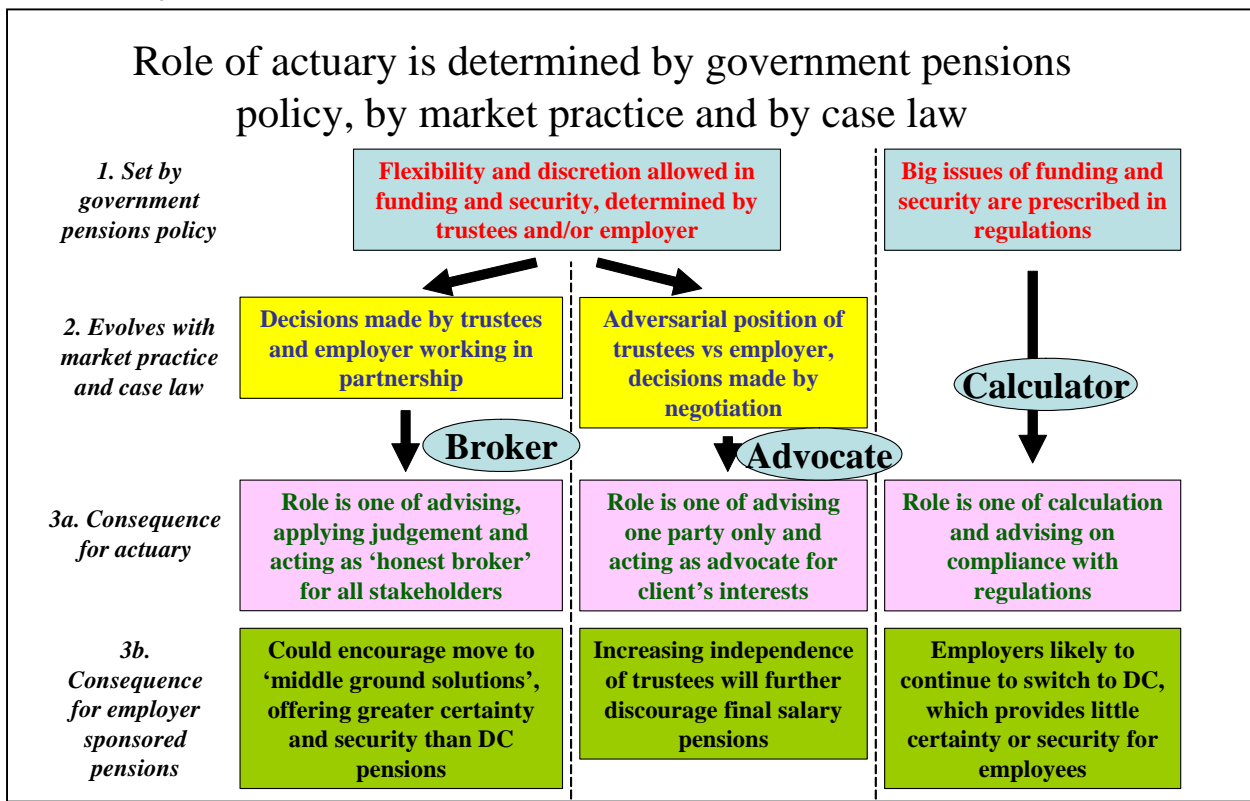 Role of actuary is determined by government pensions
policy, by market practice and by case law
1. Set by
government
pensions policy
Flexibility and discretion allowed in
funding and security, determined by
trustees and/or employer
Big issues of funding and
security are prescribed in
regulations
2. Evolves with
market practice
and case law
Decisions made by trustees
and employer working in
partnership
Adversarial position of
trustees vs employer,
decisions made by
negotiation
Calculator
Broker
Advocate
3a. Consequence
for actuary
Role is one of advising,
applying judgement and
acting as ‘honest broker’
for all stakeholders
Role is one of advising
one party only and
acting as advocate for
client’s interests
Role is one of calculation
and advising on
compliance with
regulations
3b.
Consequence
for employer
sponsored
pensions
Could encourage move to
‘middle ground solutions’,
offering greater certainty
and security than DC
pensions
Increasing independence
of trustees will further
discourage final salary
pensions
Employers likely to
continue to switch to DC,
which provides little
certainty or security for
employees